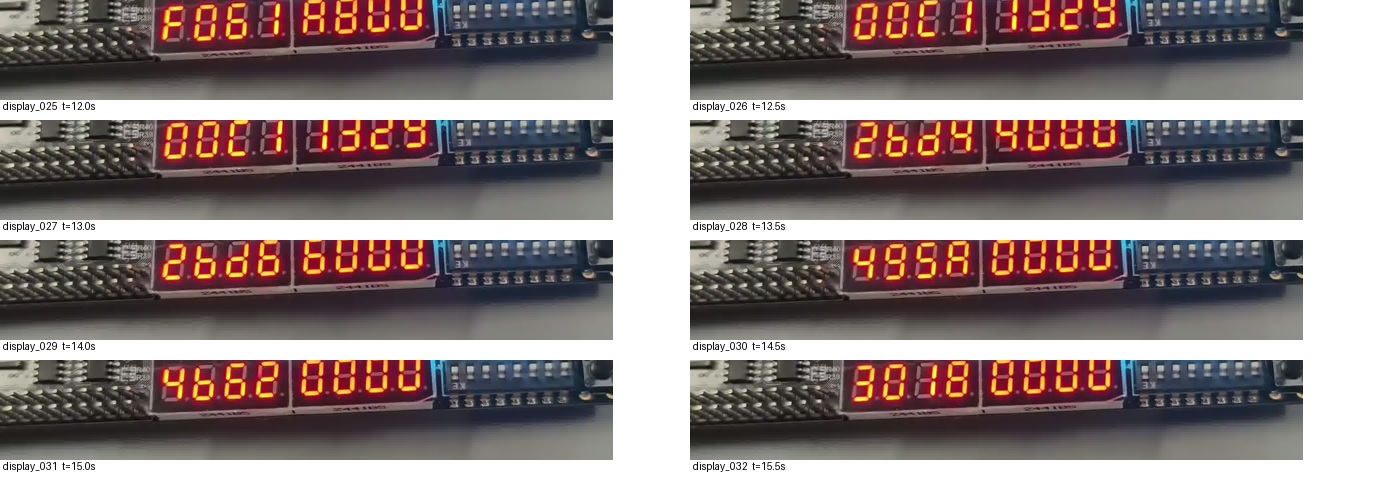 F061 A800
display_025 t=12.0s
00C1 1329
display_026 t=12.5s
00C1 1329
display_027 t=13.0s
26d4 4000
display_028 t=13.5s
26d6 6000
display_029 t=14.0s
495A 0000
display_030 t=14.5s
4662 0000
display_031 t=15.0s
3018 0000
display_032 t=15.5s